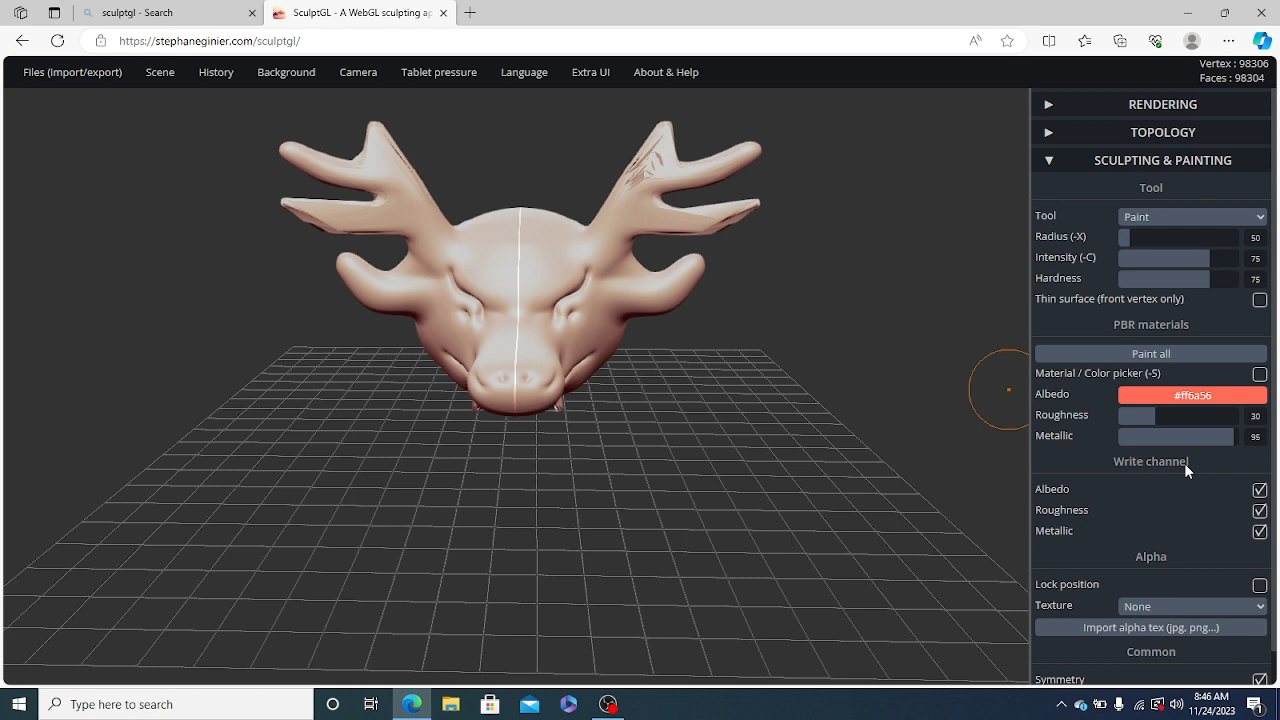 sculptgl - Search
SculptGL - A WebGL sculpting ap
https://stephaneginier.com/sculptgl/
Files (import/export) Scene History Background Camera Tablet pressure Language Extra UI About & Help
Vertex : 98306
Faces : 98304
RENDERING
TOPOLOGY
SCULPTING & PAINTING
Tool
Tool Paint
Radius (-X) 50
Intensity (-C) 75
Hardness 75
Thin surface (front vertex only)
PBR materials
Paint all
Material / Color picker (-S)
Albedo #ff6a56
Roughness 30
Metallic 95
Write channel
Albedo
Roughness
Metallic
Alpha
Lock position
Texture None
Import alpha tex (jpg, png...)
Common
Symmetry
Type here to search
8:46 AM
11/24/2023